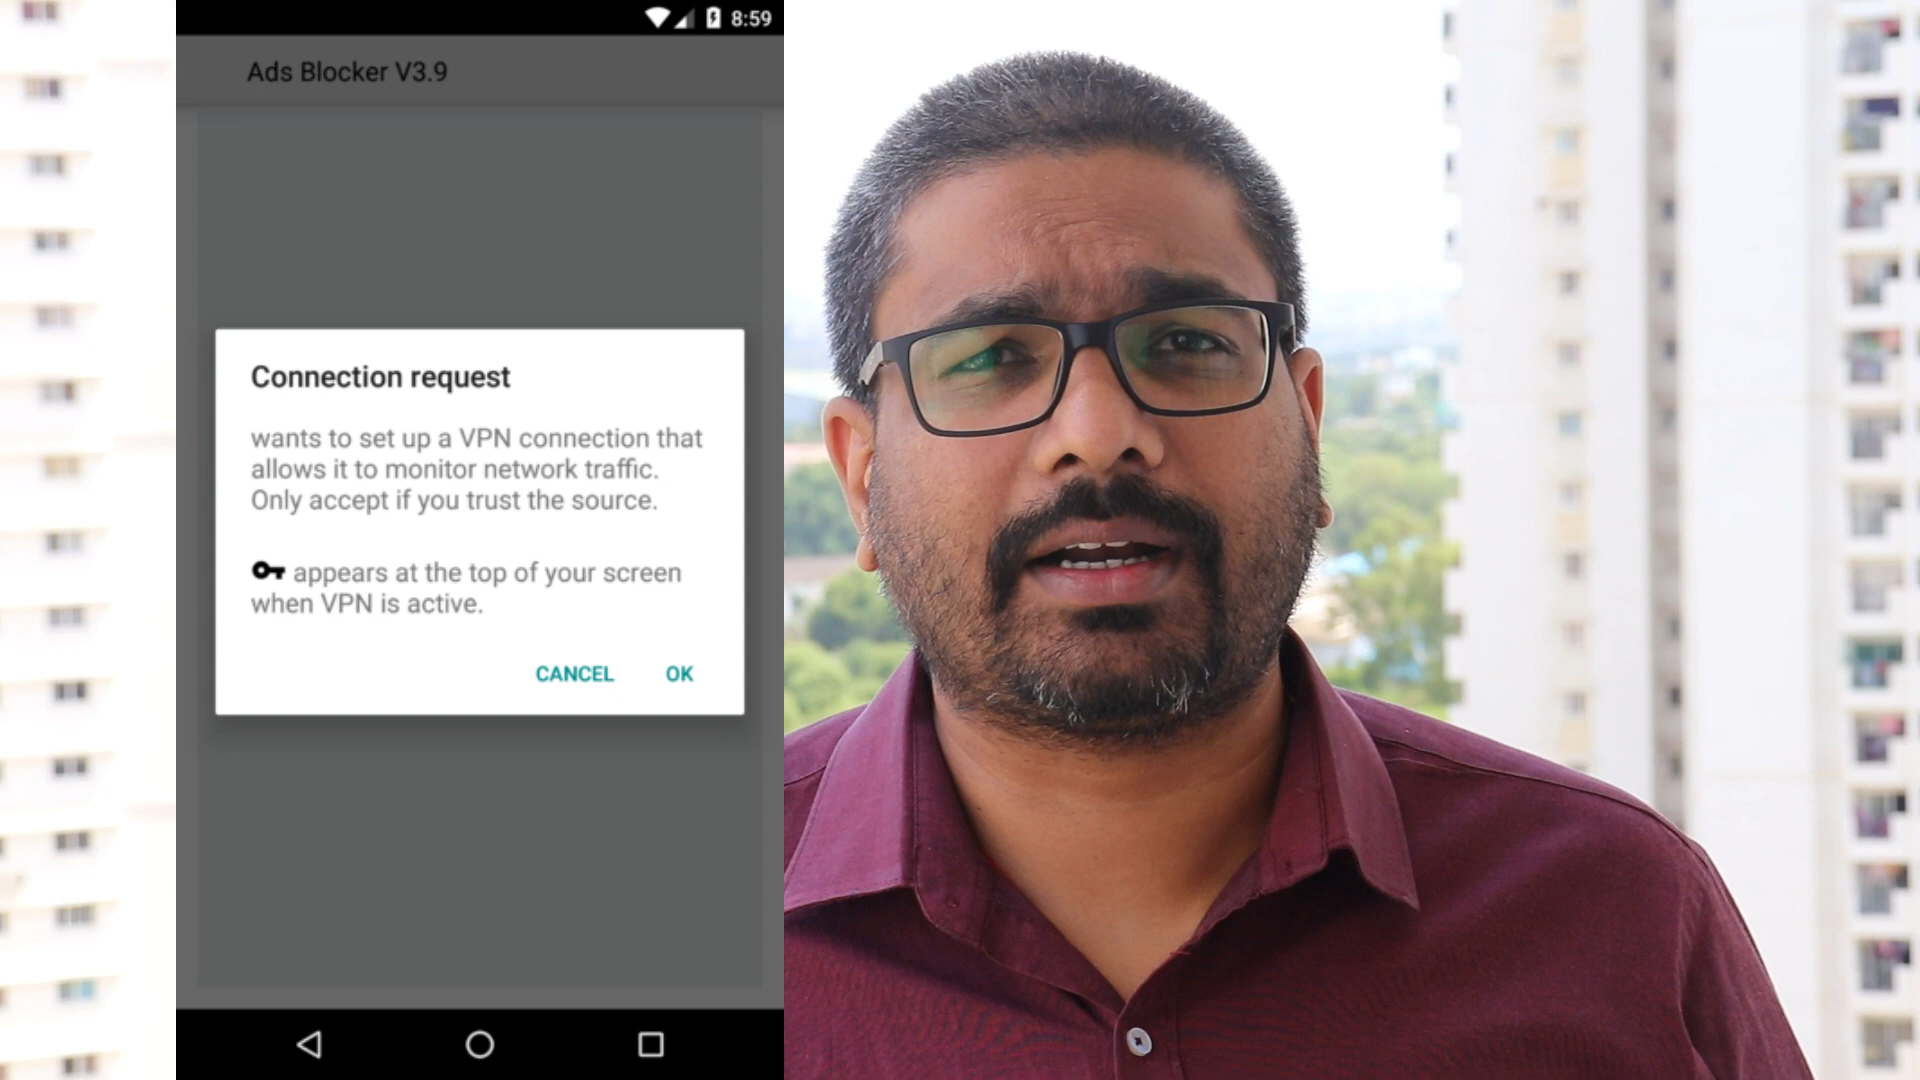 8:59
Ads Blocker V3.9
Connection request
wants to set up a VPN connection that
allows it to monitor network traffic.
Only accept if you trust the source.
appears at the top of your screen
when VPN is active.
CANCEL OK